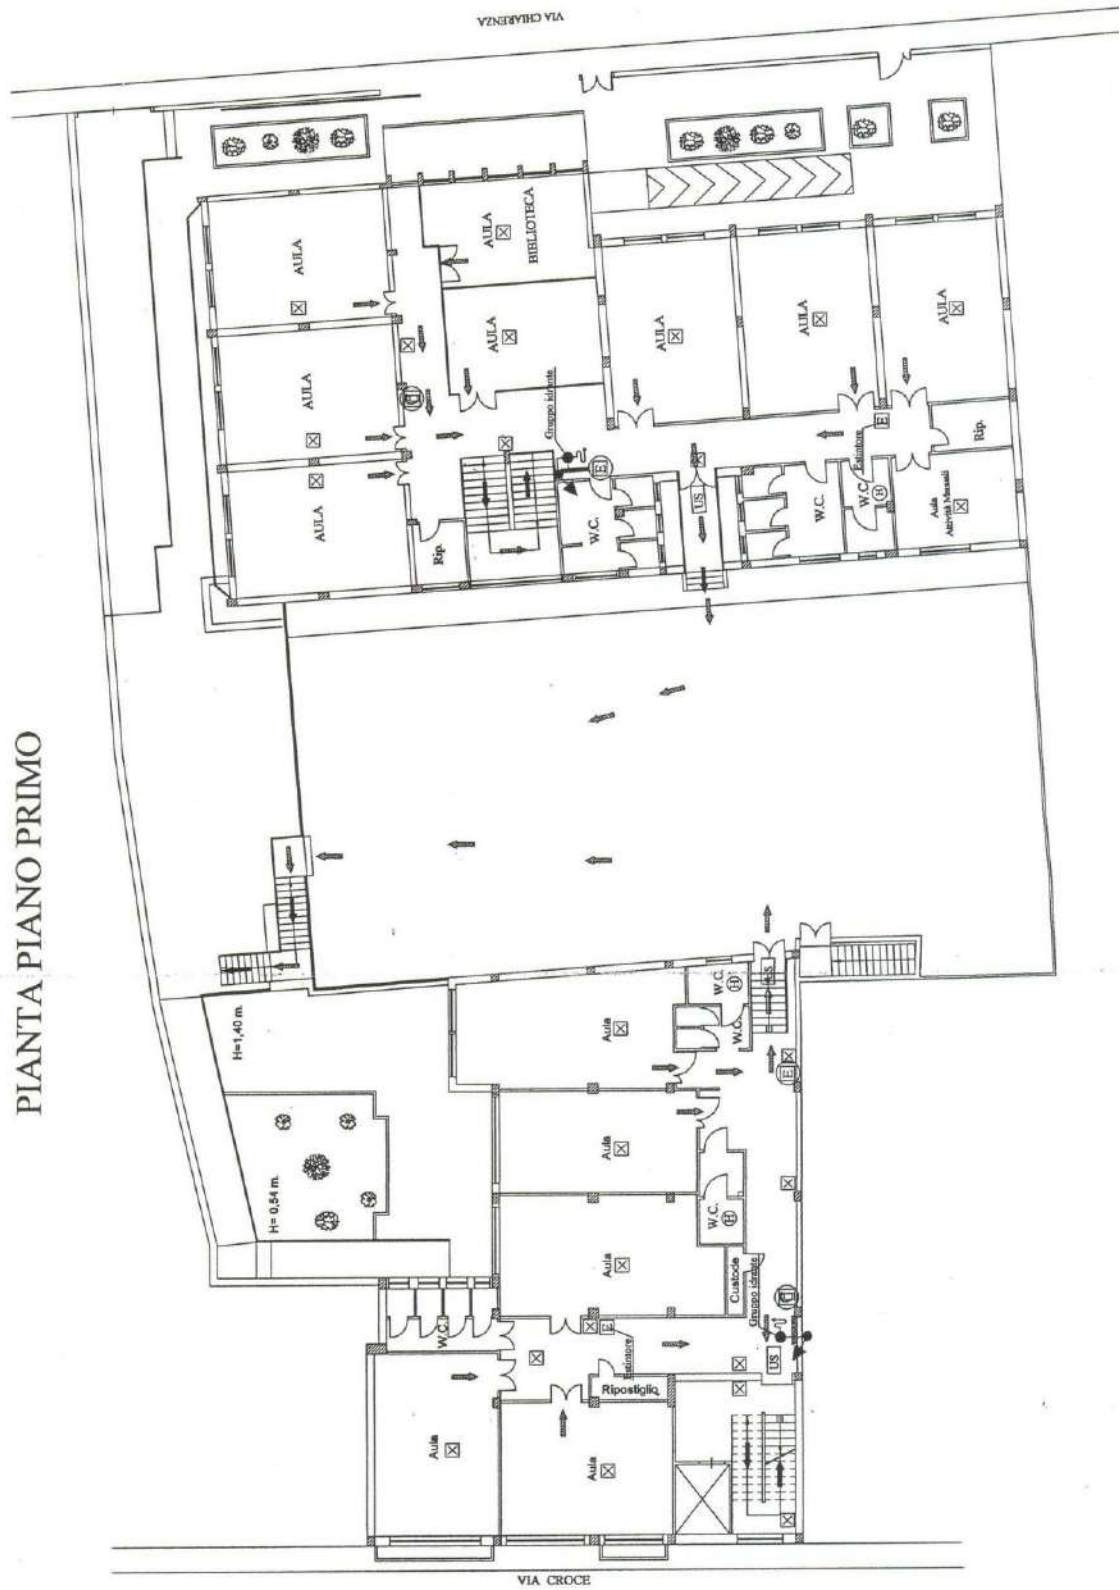 VIA CHIARENZA
PIANTA PIANO PRIMO
AULA
AULA
AULA
AULA
BIBLIOTECA
AULA
AULA
AULA
AULA
Gruppo idrante
E
Estintore
E
Rip.
W.C.
US
W.C.
W.C.
H
Rip.
Aula
Attività Manuali
H=1,40 m.
H= 0,54 m.
Aula
W.C.
H
W.C.
US
E
Aula
Aula
W.C.
H
Custode
Gruppo idrante
W.C.
E
Estintore
US
Ripostiglio
Aula
Aula
VIA CROCE